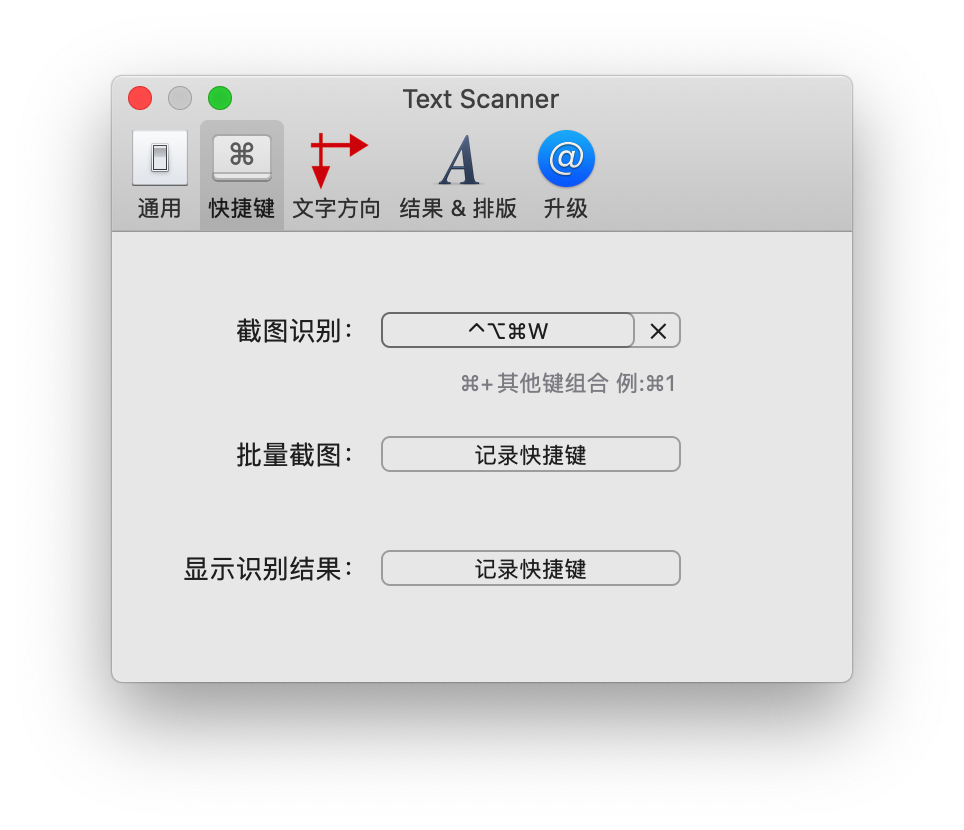 Text Scanner
⌘
@
通用 快捷键 文字方向 结果 & 排版 升级
截图识别： ^⌥⌘W ×
⌘+其他键组合 例:⌘1
批量截图： 记录快捷键
显示识别结果： 记录快捷键